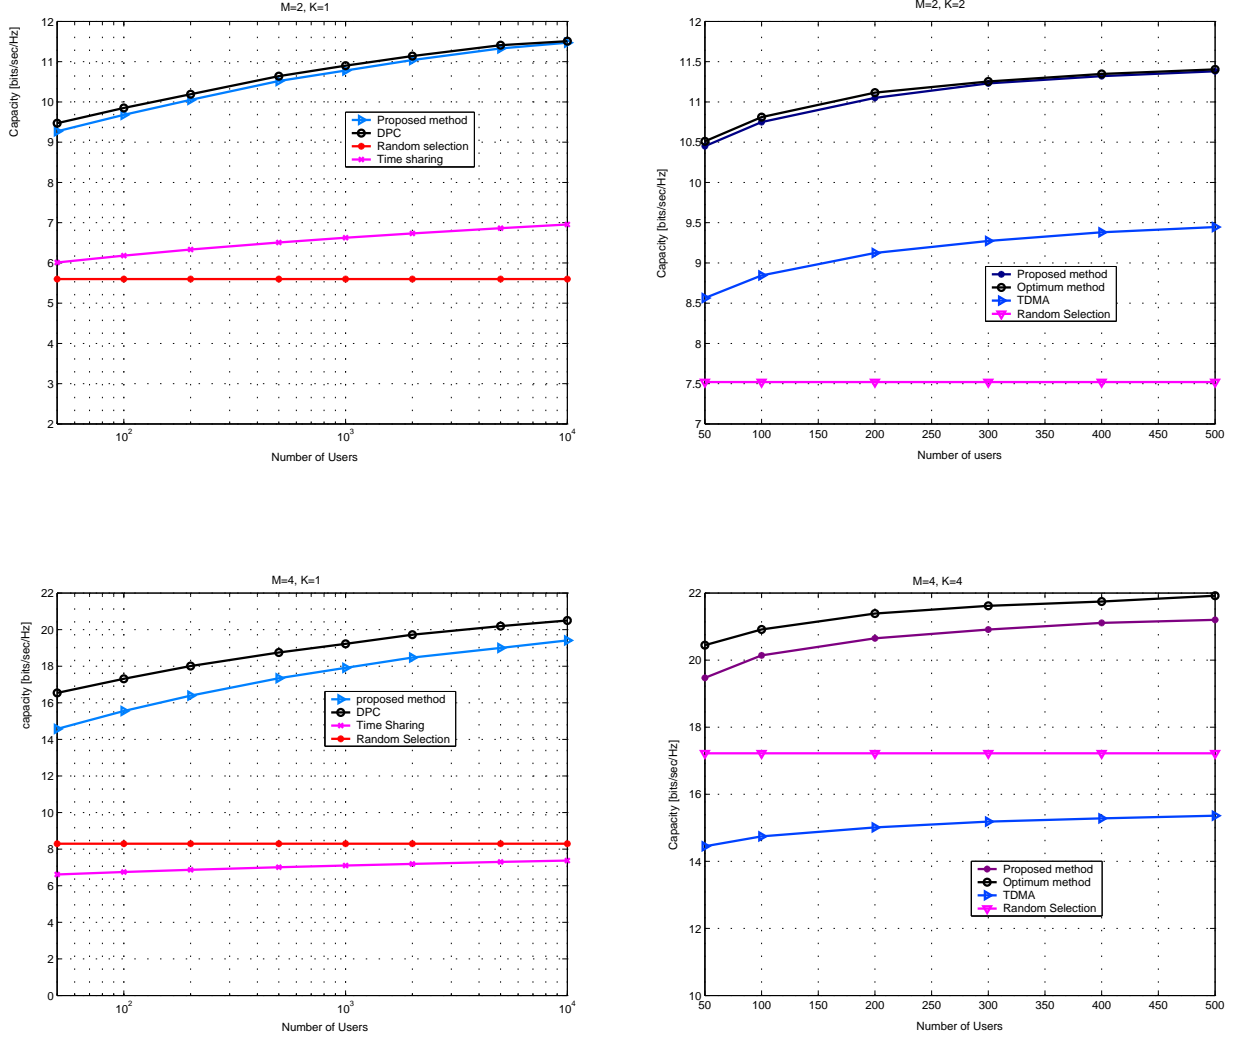 M=2, K=1
Capacity [bits/sec/Hz]
12
11
10
9
8
7
6
5
4
3
2
10^2
10^3
10^4
Number of Users
Proposed method
DPC
Random selection
Time sharing
M=2, K=2
Capacity [bits/sec/Hz]
12
11.5
11
10.5
10
9.5
9
8.5
8
7.5
7
50
100
150
200
250
300
350
400
450
500
Number of users
Proposed method
Optimum method
TDMA
Random Selection
M=4, K=1
capacity [bits/sec/Hz]
22
20
18
16
14
12
10
8
6
4
2
0
10^2
10^3
10^4
Number of Users
proposed method
DPC
Time Sharing
Random Selection
M=4, K=4
Capacity [bits/sec/Hz]
22
20
18
16
14
12
10
50
100
150
200
250
300
350
400
450
500
Number of Users
Proposed method
Optimum method
TDMA
Random Selection